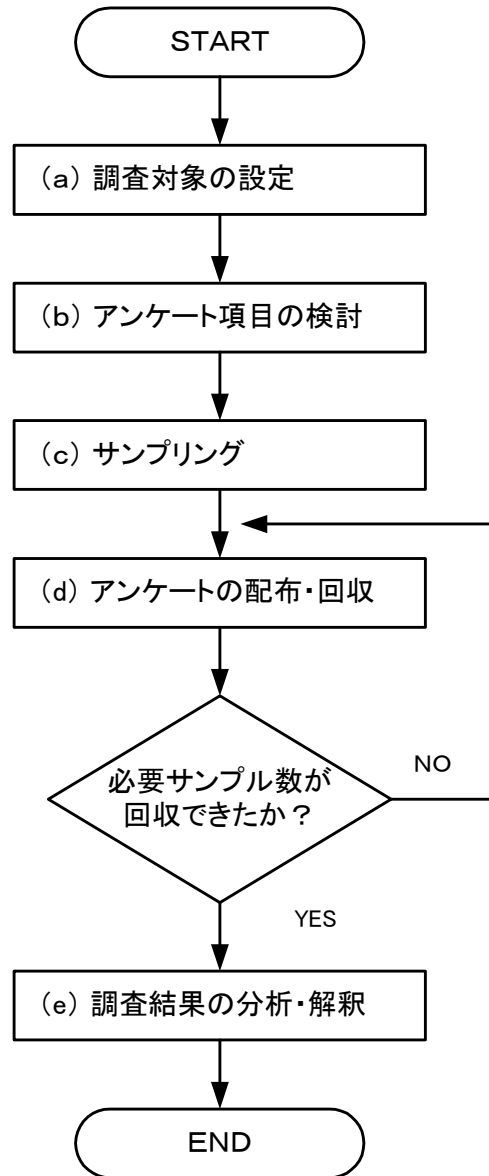 START
(a) 調査対象の設定
(b) アンケート項目の検討
(c) サンプリング
(d) アンケートの配布・回収
必要サンプル数が
回収できたか？
NO
YES
(e) 調査結果の分析・解釈
END